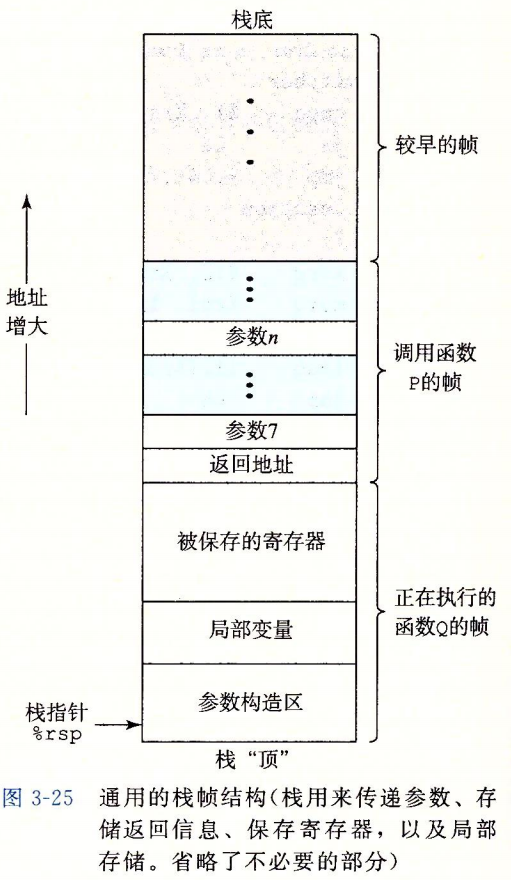 栈底
较早的帧
地址
增大
参数n
调用函数
P的帧
参数7
返回地址
被保存的寄存器
正在执行的
函数Q的帧
局部变量
参数构造区
栈指针
%rsp
栈“顶”
图 3-25 通用的栈帧结构(栈用来传递参数、存
储返回信息、保存寄存器，以及局部
存储。省略了不必要的部分)